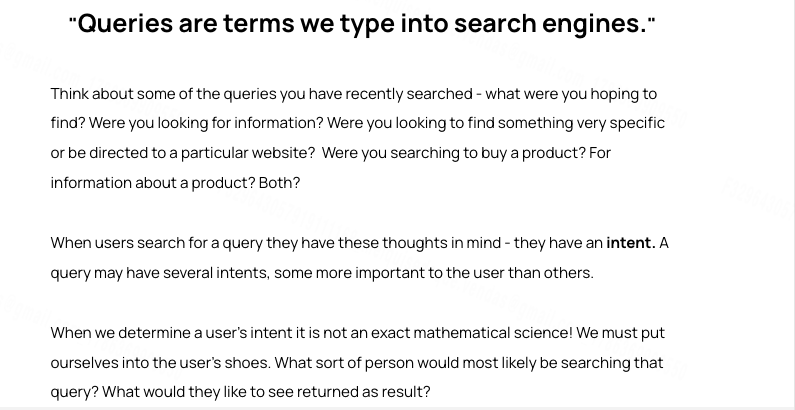 "Queries are terms we type into search engines."
Think about some of the queries you have recently searched - what were you hoping to
find? Were you looking for information? Were you looking to find something very specific
or be directed to a particular website?  Were you searching to buy a product? For
information about a product? Both?
When users search for a query they have these thoughts in mind - they have an intent. A
query may have several intents, some more important to the user than others.
When we determine a user's intent it is not an exact mathematical science! We must put
ourselves into the user's shoes. What sort of person would most likely be searching that
query? What would they like to see returned as result?